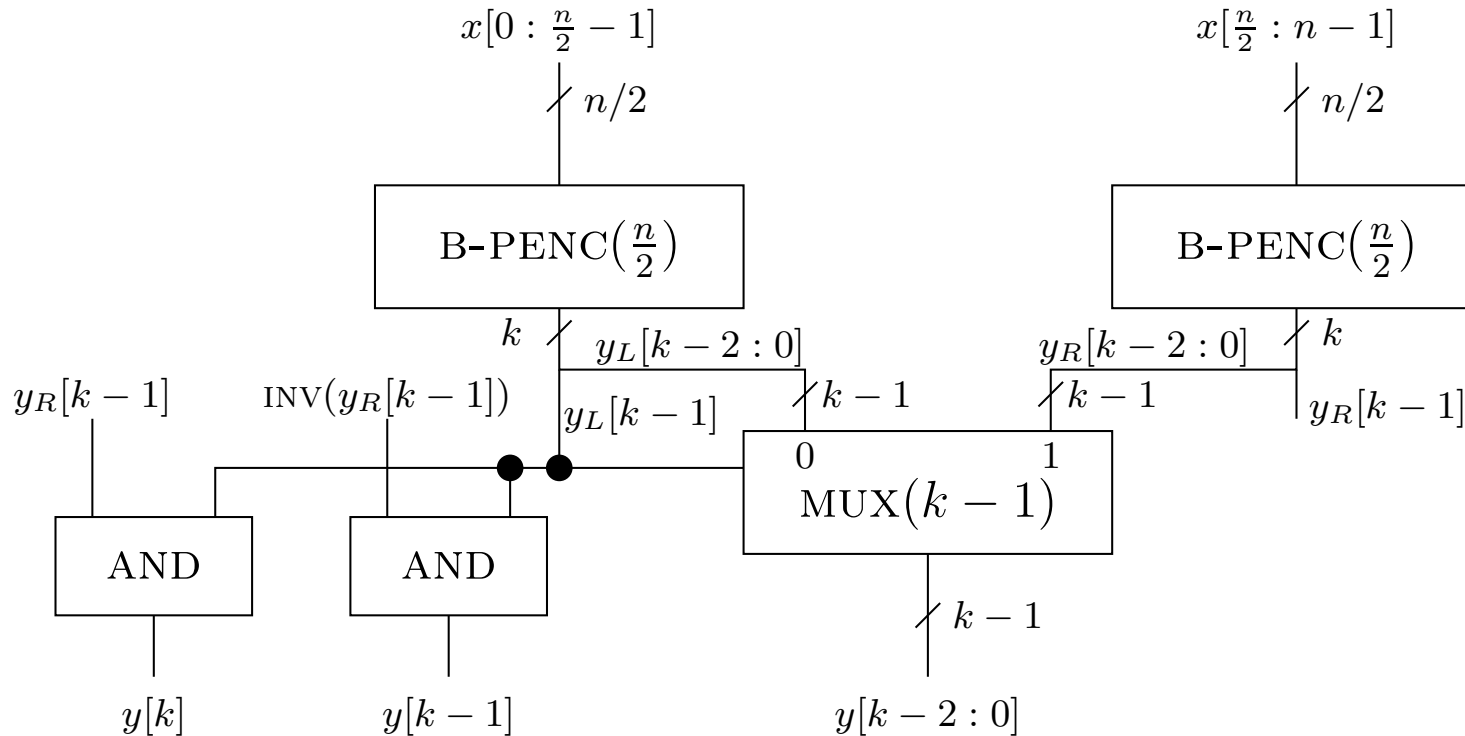 x[0 : n/2 − 1]
x[n/2 : n − 1]
n/2
n/2
B-PENC(n/2)
B-PENC(n/2)
k
k
y_L[k − 2 : 0]
y_R[k − 2 : 0]
y_R[k − 1]
INV(y_R[k − 1])
k − 1
k − 1
y_L[k − 1]
y_R[k − 1]
0
1
MUX(k − 1)
AND
AND
k − 1
y[k]
y[k − 1]
y[k − 2 : 0]